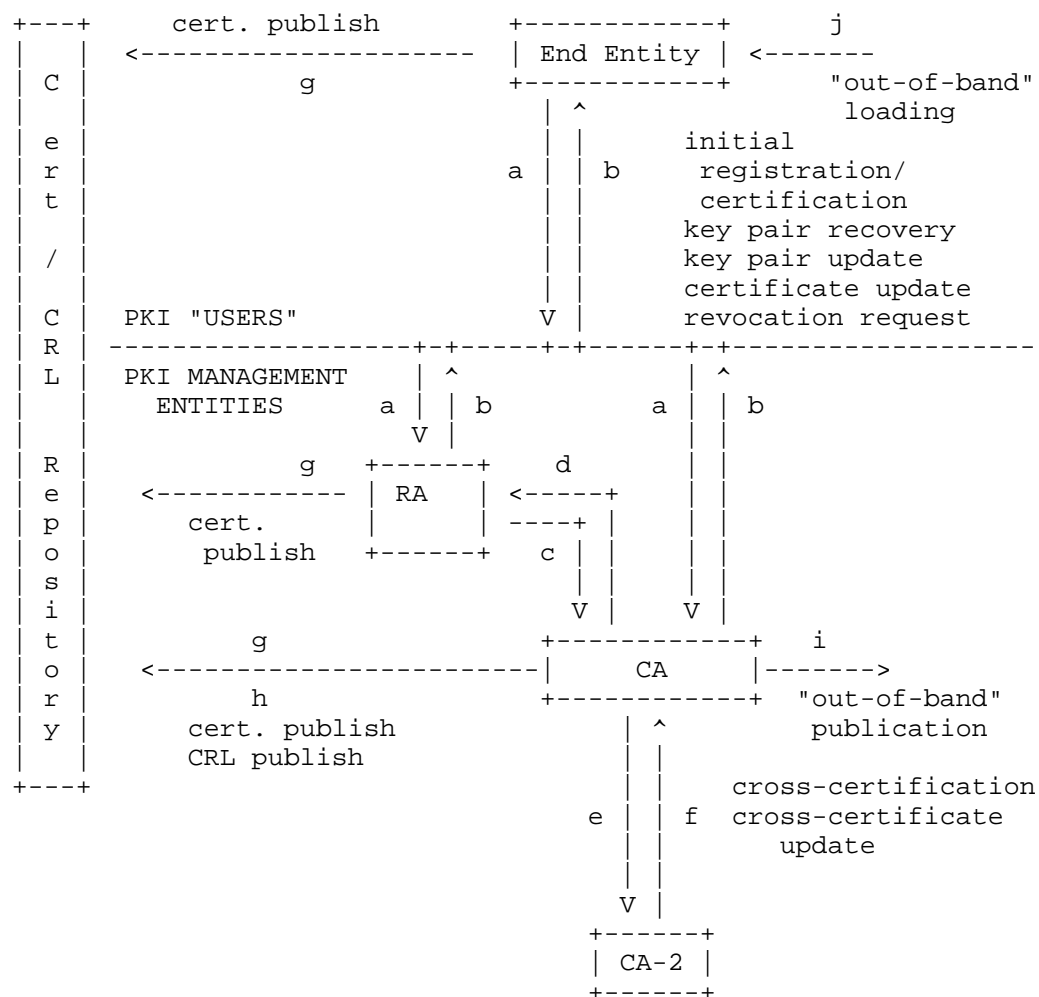 +---+ cert. publish +------------+ j
| | <--------------------- | End Entity | <-------
| C | g +------------+ "out-of-band"
| | | ^ loading
| e | | | initial
| r | a | | b registration/
| t | | | certification
| | | | key pair recovery
| / | | | key pair update
| | | | certificate update
| C | PKI "USERS" V | revocation request
| R | -------------------+-+-----+-+------+-+-------------------
| L | PKI MANAGEMENT | ^ | ^
| | ENTITIES a | | b a | | b
| | V | | |
| R | g +------+ d | |
| e | <------------ | RA | <-----+ | |
| p | cert. | | ----+ | | |
| o | publish +------+ c | | | |
| s | | | | |
| i | V | V |
| t | g +------------+ i
| o | <------------------------| CA |------->
| r | h +------------+ "out-of-band"
| y | cert. publish | ^ publication
| | CRL publish | |
+---+ | | cross-certification
e | | f cross-certificate
| | update
| |
V |
+------+
| CA-2 |
+------+